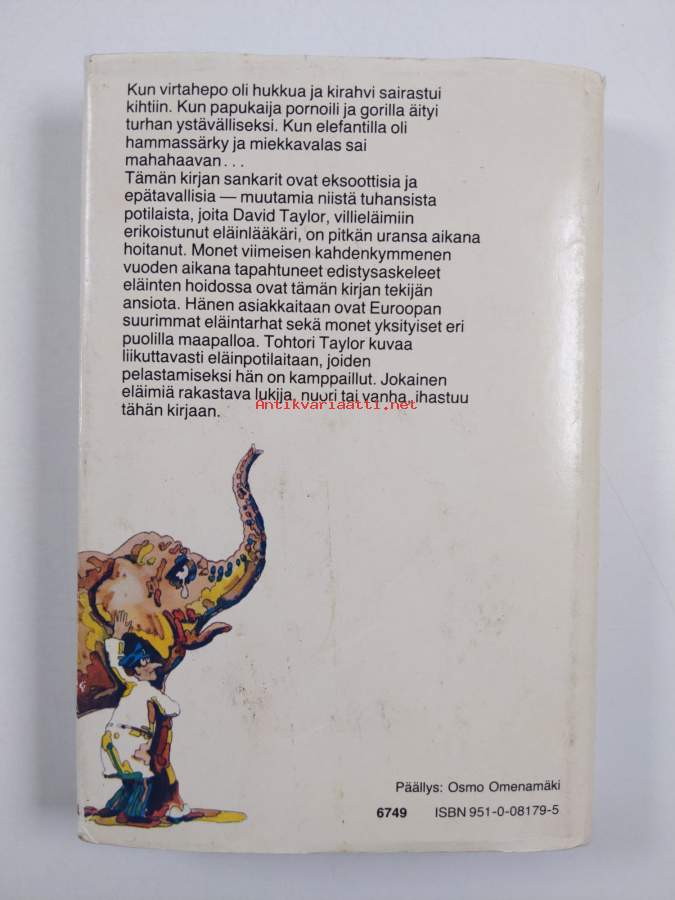 Kun virtahepo oli hukkua ja kirahvi sairastui
kihtiin. Kun papukaija pornoili ja gorilla äityi
turhan ystävälliseksi. Kun elefantilla oli
hammassärky ja miekkavalas sai
mahahaavan...
Tämän kirjan sankarit ovat eksoottisia ja
epätavallisia — muutamia niistä tuhansista
potilaista, joita David Taylor, villieläimiin
erikoistunut eläinlääkäri, on pitkän uransa aikana
hoitanut. Monet viimeisen kahdenkymmenen
vuoden aikana tapahtuneet edistysaskeleet
eläinten hoidossa ovat tämän kirjan tekijän
ansiota. Hänen asiakkaitaan ovat Euroopan
suurimmat eläintarhat sekä monet yksityiset eri
puolilla maapalloa. Tohtori Taylor kuvaa
liikuttavasti eläinpotilaitaan, joiden
pelastamiseksi hän on kamppaillut. Jokainen
eläimiä rakastava lukija, nuori tai vanha, ihastuu
tähän kirjaan.
Antikvariaatti.net
Päällys: Osmo Omenamäki
6749 ISBN 951-0-08179-5